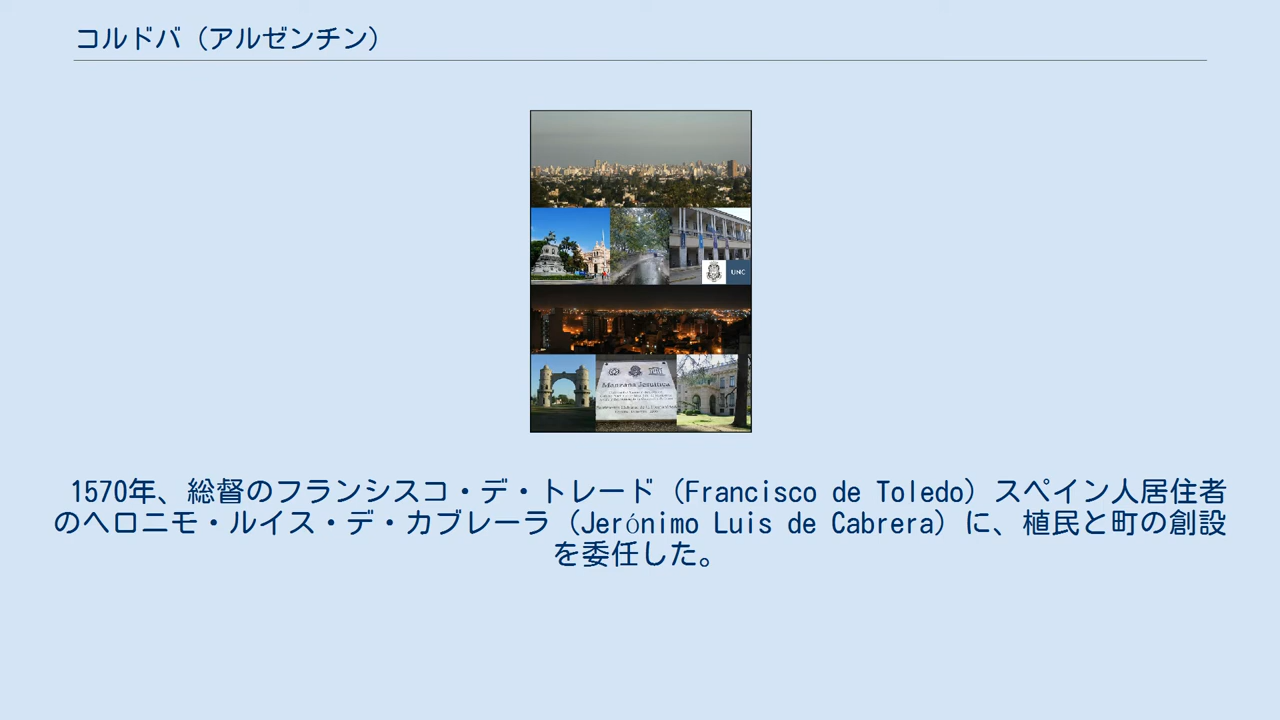 コルドバ（アルゼンチン）
UNC
Manzana Jesuitica
1570年、総督のフランシスコ・デ・トレード（Francisco de Toledo）スペイン人居住者
のヘロニモ・ルイス・デ・カブレーラ（Jerónimo Luis de Cabrera）に、植民と町の創設
を委任した。